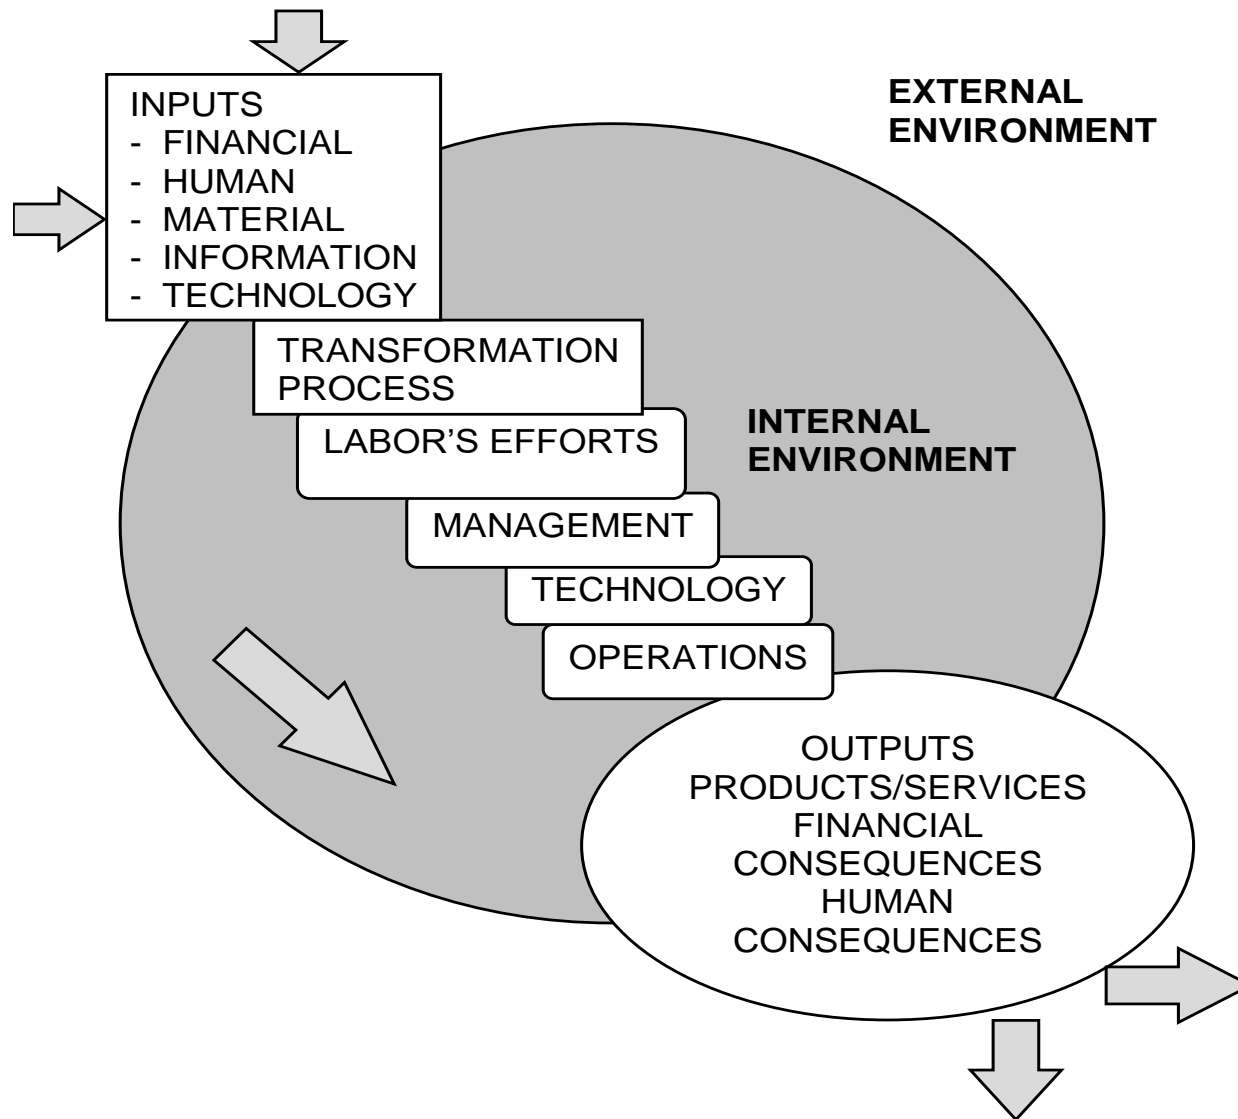 EXTERNAL
ENVIRONMENT
INPUTS
- FINANCIAL
- HUMAN
- MATERIAL
- INFORMATION
- TECHNOLOGY
TRANSFORMATION
PROCESS
INTERNAL
ENVIRONMENT
LABOR’S EFFORTS
MANAGEMENT
TECHNOLOGY
OPERATIONS
OUTPUTS
PRODUCTS/SERVICES
FINANCIAL
CONSEQUENCES
HUMAN
CONSEQUENCES